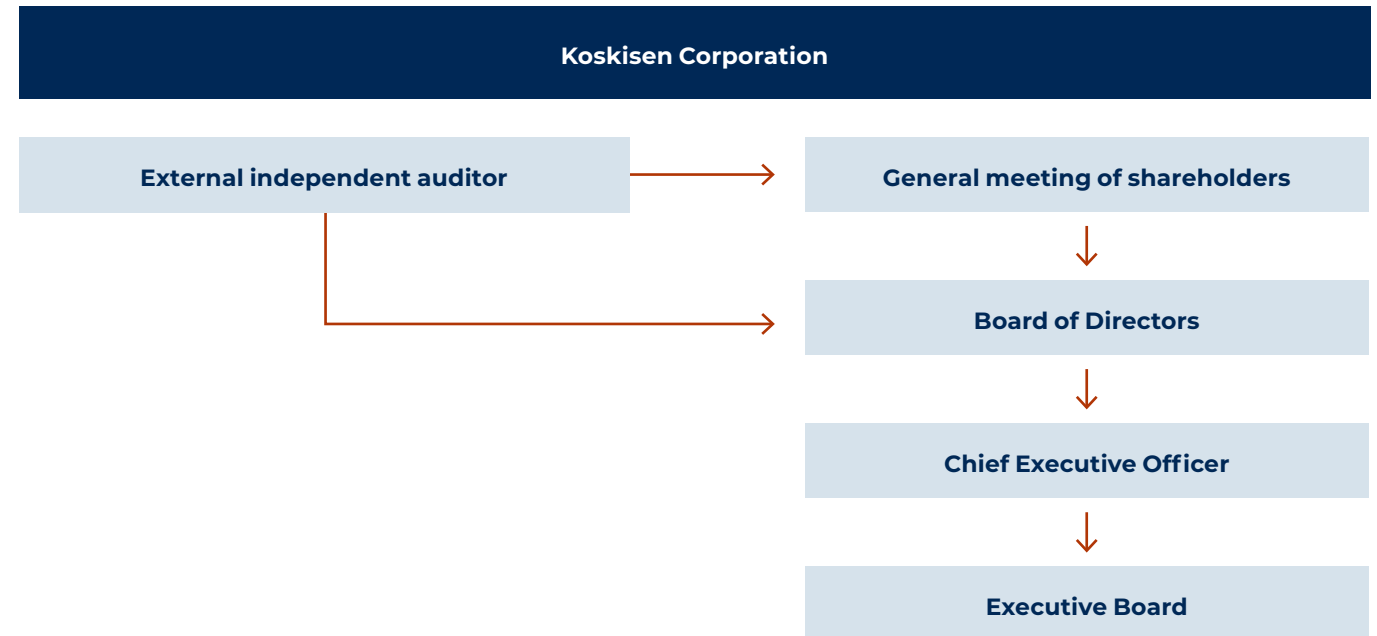 Koskisen Corporation
External independent auditor
General meeting of shareholders
Board of Directors
Chief Executive Officer
Executive Board